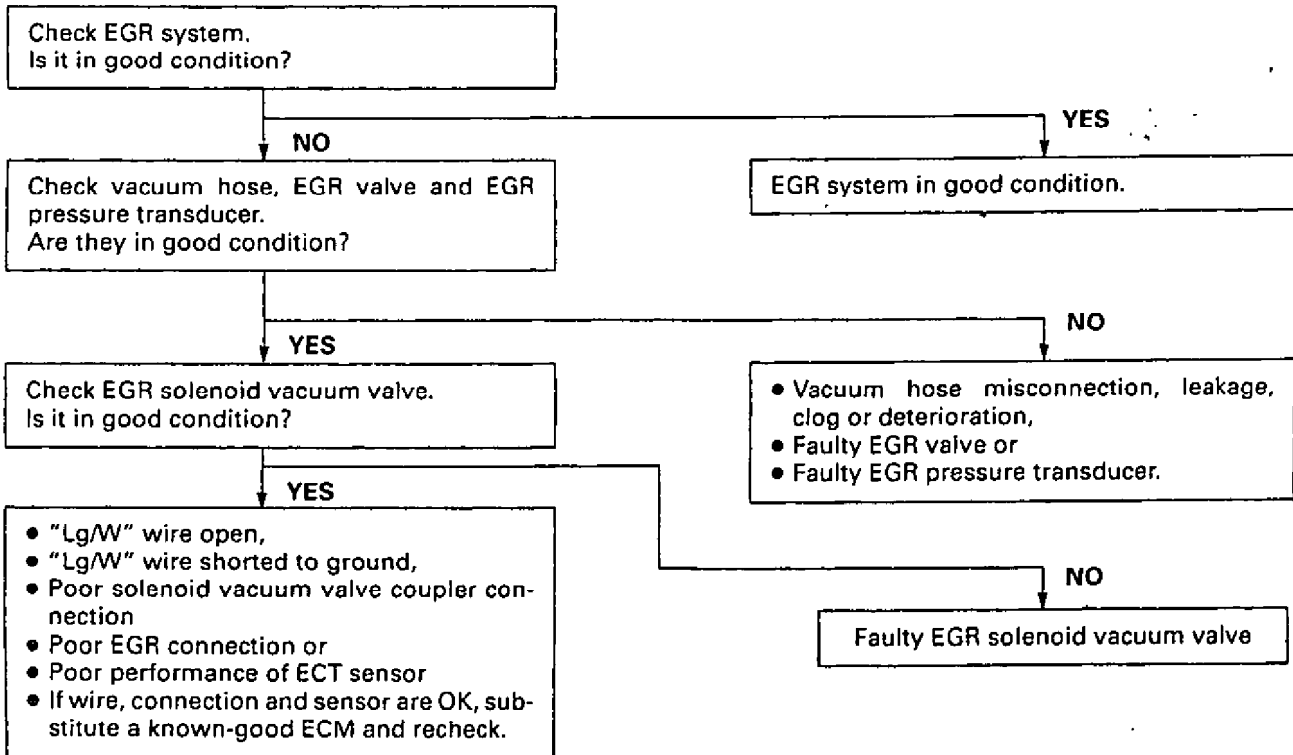 Check EGR system.
Is it in good condition?
YES
NO
EGR system in good condition.
Check vacuum hose, EGR valve and EGR
pressure transducer.
Are they in good condition?
NO
YES
• Vacuum hose misconnection, leakage,
clog or deterioration,
• Faulty EGR valve or
• Faulty EGR pressure transducer.
Check EGR solenoid vacuum valve.
Is it in good condition?
YES
NO
Faulty EGR solenoid vacuum valve
• "Lg/W" wire open,
• "Lg/W" wire shorted to ground,
• Poor solenoid vacuum valve coupler con-
nection
• Poor EGR connection or
• Poor performance of ECT sensor
• If wire, connection and sensor are OK, sub-
stitute a known-good ECM and recheck.